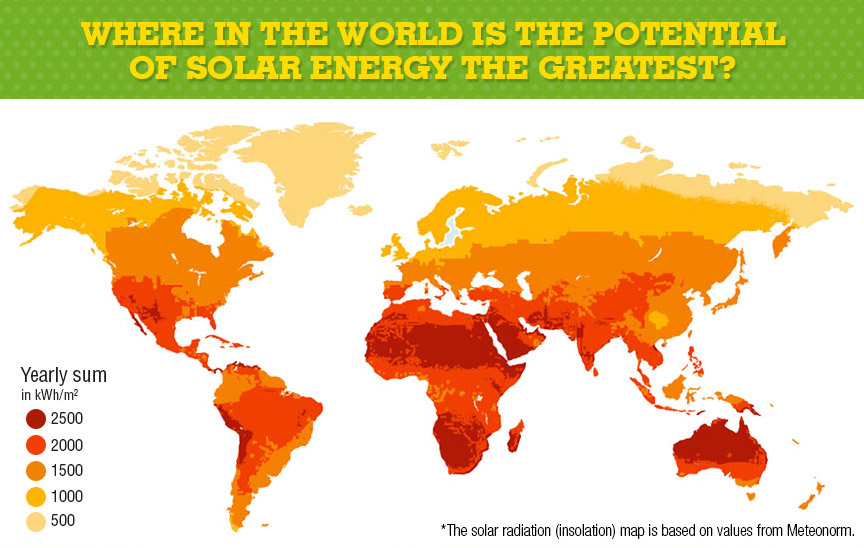 WHERE IN THE WORLD IS THE POTENTIAL
OF SOLAR ENERGY THE GREATEST?
Yearly sum
in kWh/m²
2500
2000
1500
1000
500
*The solar radiation (insolation) map is based on values from Meteonorm.